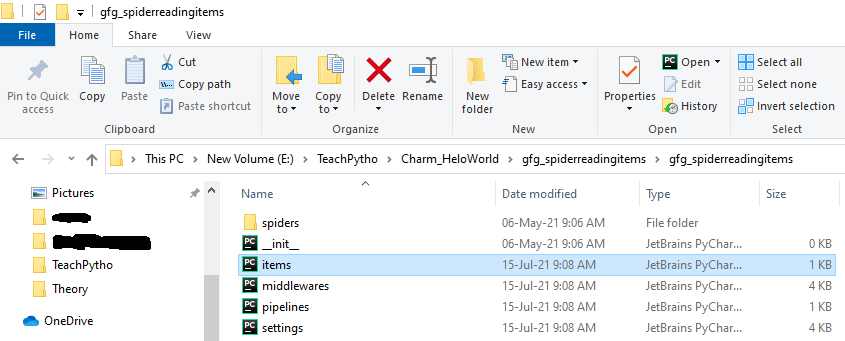 gfg_spiderreadingitems
File Home Share View
Pin to Quick access
Copy
Paste
Cut
Copy path
Paste shortcut
Clipboard
Move to
Copy to
Delete
Rename
Organize
New folder
New item
Easy access
New
Properties
Open
Edit
History
Open
Select all
Select none
Invert selection
Select
This PC > New Volume (E:) > TeachPytho > Charm_HeloWorld > gfg_spiderreadingitems > gfg_spiderreadingitems
Pictures
TeachPytho
Theory
OneDrive
Name Date modified Type Size
spiders 06-May-21 9:06 AM File folder
__init__ 06-May-21 9:06 AM JetBrains PyChar... 0 KB
items 15-Jul-21 9:08 AM JetBrains PyChar... 1 KB
middlewares 15-Jul-21 9:08 AM JetBrains PyChar... 4 KB
pipelines 15-Jul-21 9:08 AM JetBrains PyChar... 1 KB
settings 15-Jul-21 9:08 AM JetBrains PyChar... 4 KB